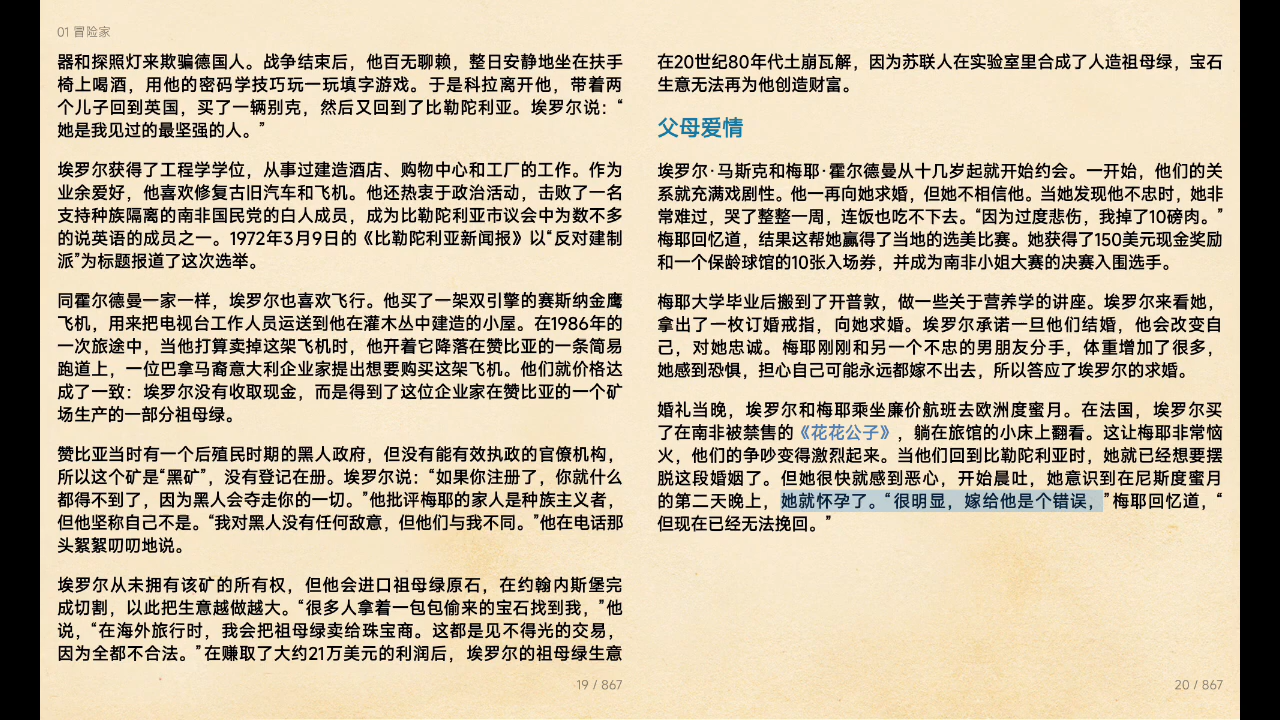 01 冒险家
器和探照灯来欺骗德国人。战争结束后，他百无聊赖，整日安静地坐在扶手
椅上喝酒，用他的密码学技巧玩一玩填字游戏。于是科拉离开他，带着两
个儿子回到英国，买了一辆别克，然后又回到了比勒陀利亚。埃罗尔说：“
她是我见过的最坚强的人。”
埃罗尔获得了工程学学位，从事过建造酒店、购物中心和工厂的工作。作为
业余爱好，他喜欢修复古旧汽车和飞机。他还热衷于政治活动，击败了一名
支持种族隔离的南非国民党的白人成员，成为比勒陀利亚市议会中为数不多
的说英语的成员之一。1972年3月9日的《比勒陀利亚新闻报》以“反对建制
派”为标题报道了这次选举。
同霍尔德曼一家一样，埃罗尔也喜欢飞行。他买了一架双引擎的赛斯纳金鹰
飞机，用来把电视台工作人员运送到他在灌木丛中建造的小屋。在1986年的
一次旅途中，当他打算卖掉这架飞机时，他开着它降落在赞比亚的一条简易
跑道上，一位巴拿马裔意大利企业家提出想要购买这架飞机。他们就价格达
成了一致：埃罗尔没有收取现金，而是得到了这位企业家在赞比亚的一个矿
场生产的一部分祖母绿。
赞比亚当时有一个后殖民时期的黑人政府，但没有能有效执政的官僚机构，
所以这个矿是“黑矿”，没有登记在册。埃罗尔说：“如果你注册了，你就什么
都得不到了，因为黑人会夺走你的一切。”他批评梅耶的家人是种族主义者，
但他坚称自己不是。“我对黑人没有任何敌意，但他们与我不同。”他在电话那
头絮絮叨叨地说。
埃罗尔从未拥有该矿的所有权，但他会进口祖母绿原石，在约翰内斯堡完
成切割，以此把生意越做越大。“很多人拿着一包包偷来的宝石找到我，”他
说，“在海外旅行时，我会把祖母绿卖给珠宝商。这都是见不得光的交易，
因为全都不合法。”在赚取了大约21万美元的利润后，埃罗尔的祖母绿生意
19 / 867
在20世纪80年代土崩瓦解，因为苏联人在实验室里合成了人造祖母绿，宝石
生意无法再为他创造财富。
父母爱情
埃罗尔·马斯克和梅耶·霍尔德曼从十几岁起就开始约会。一开始，他们的关
系就充满戏剧性。他一再向她求婚，但她不相信他。当她发现他不忠时，她非
常难过，哭了整整一周，连饭也吃不下去。“因为过度悲伤，我掉了10磅肉。”
梅耶回忆道，结果这帮她赢得了当地的选美比赛。她获得了150美元现金奖励
和一个保龄球馆的10张入场券，并成为南非小姐大赛的决赛入围选手。
梅耶大学毕业后搬到了开普敦，做一些关于营养学的讲座。埃罗尔来看她，
拿出了一枚订婚戒指，向她求婚。埃罗尔承诺一旦他们结婚，他会改变自
己，对她忠诚。梅耶刚刚和另一个不忠的男朋友分手，体重增加了很多，
她感到恐惧，担心自己可能永远都嫁不出去，所以答应了埃罗尔的求婚。
婚礼当晚，埃罗尔和梅耶乘坐廉价航班去欧洲度蜜月。在法国，埃罗尔买
了在南非被禁售的《花花公子》，躺在旅馆的小床上翻看。这让梅耶非常恼
火，他们的争吵变得激烈起来。当他们回到比勒陀利亚时，她就已经想要摆
脱这段婚姻了。但她很快就感到恶心，开始晨吐，她意识到在尼斯度蜜月
的第二天晚上，她就怀孕了。“很明显，嫁给他是个错误，”梅耶回忆道，“
但现在已经无法挽回。”
20 / 867